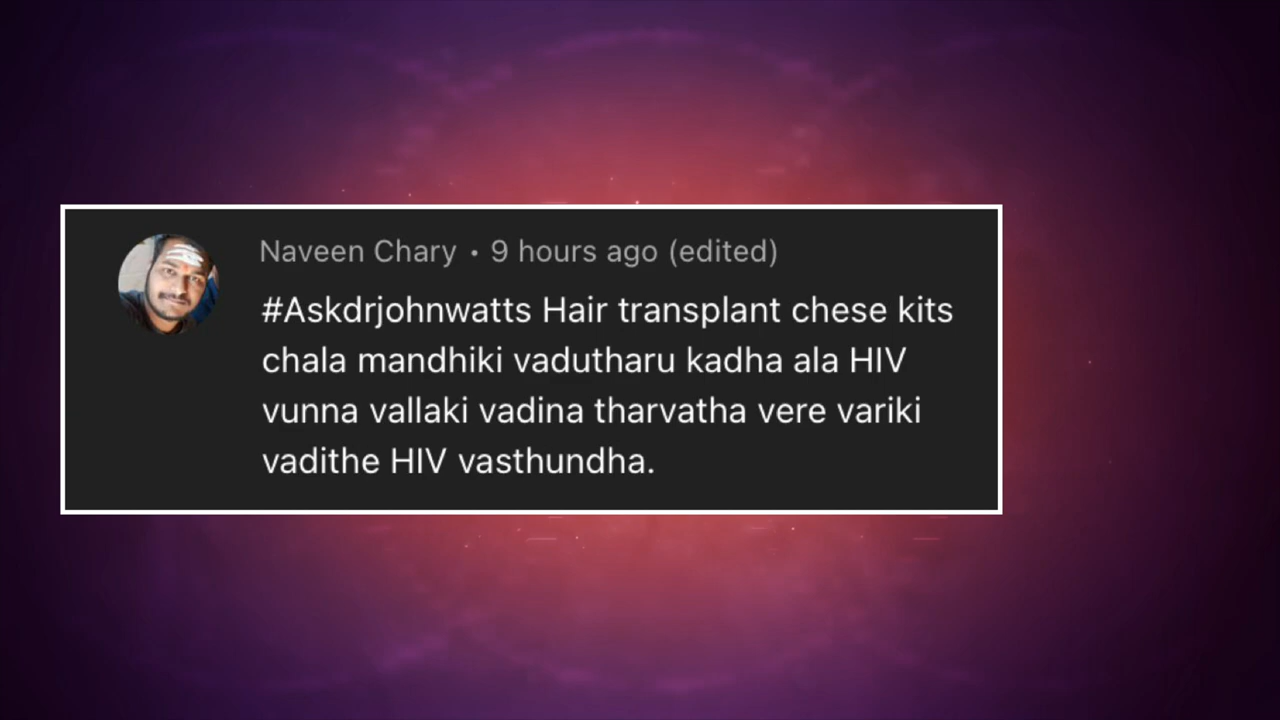 Naveen Chary • 9 hours ago (edited)
#Askdrjohnwatts Hair transplant chese kits
chala mandhiki vadutharu kadha ala HIV
vunna vallaki vadina tharvatha vere variki
vadithe HIV vasthundha.